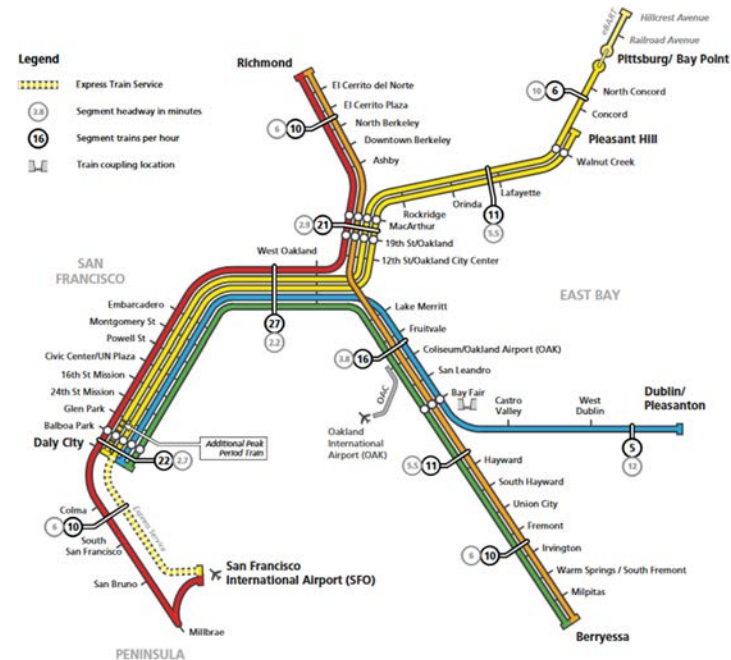 Legend
Express Train Service
3.8
Segment headway in minutes
16
Segment trains per hour
Train coupling location
Richmond
El Cerrito del Norte
El Cerrito Plaza
North Berkeley
Downtown Berkeley
Ashby
6
10
eBART
Hillcrest Avenue
Railroad Avenue
Pittsburg/ Bay Point
10
6
North Concord
Concord
Pleasant Hill
Walnut Creek
Lafayette
Orinda
Rockridge
11
5.5
MacArthur
2.9
21
19th St/Oakland
12th St/Oakland City Center
West Oakland
SAN
FRANCISCO
EAST BAY
27
2.2
Embarcadero
Montgomery St
Powell St
Civic Center/UN Plaza
16th St Mission
24th St Mission
Glen Park
Balboa Park
Daly City
Additional Peak
Period Train
22
2.7
Lake Merritt
Fruitvale
3.8
16
Coliseum/Oakland Airport (OAK)
San Leandro
Bay Fair
OAC
Oakland
International
Airport (OAK)
Castro
Valley
West
Dublin
Dublin/
Pleasanton
5
12
5.5
11
Hayward
South Hayward
Union City
Fremont
6
10
Irvington
Warm Springs / South Fremont
Milpitas
Berryessa
Colma
6
10
Express Service
South
San Francisco
San Bruno
San Francisco
International Airport (SFO)
Millbrae
PENINSULA